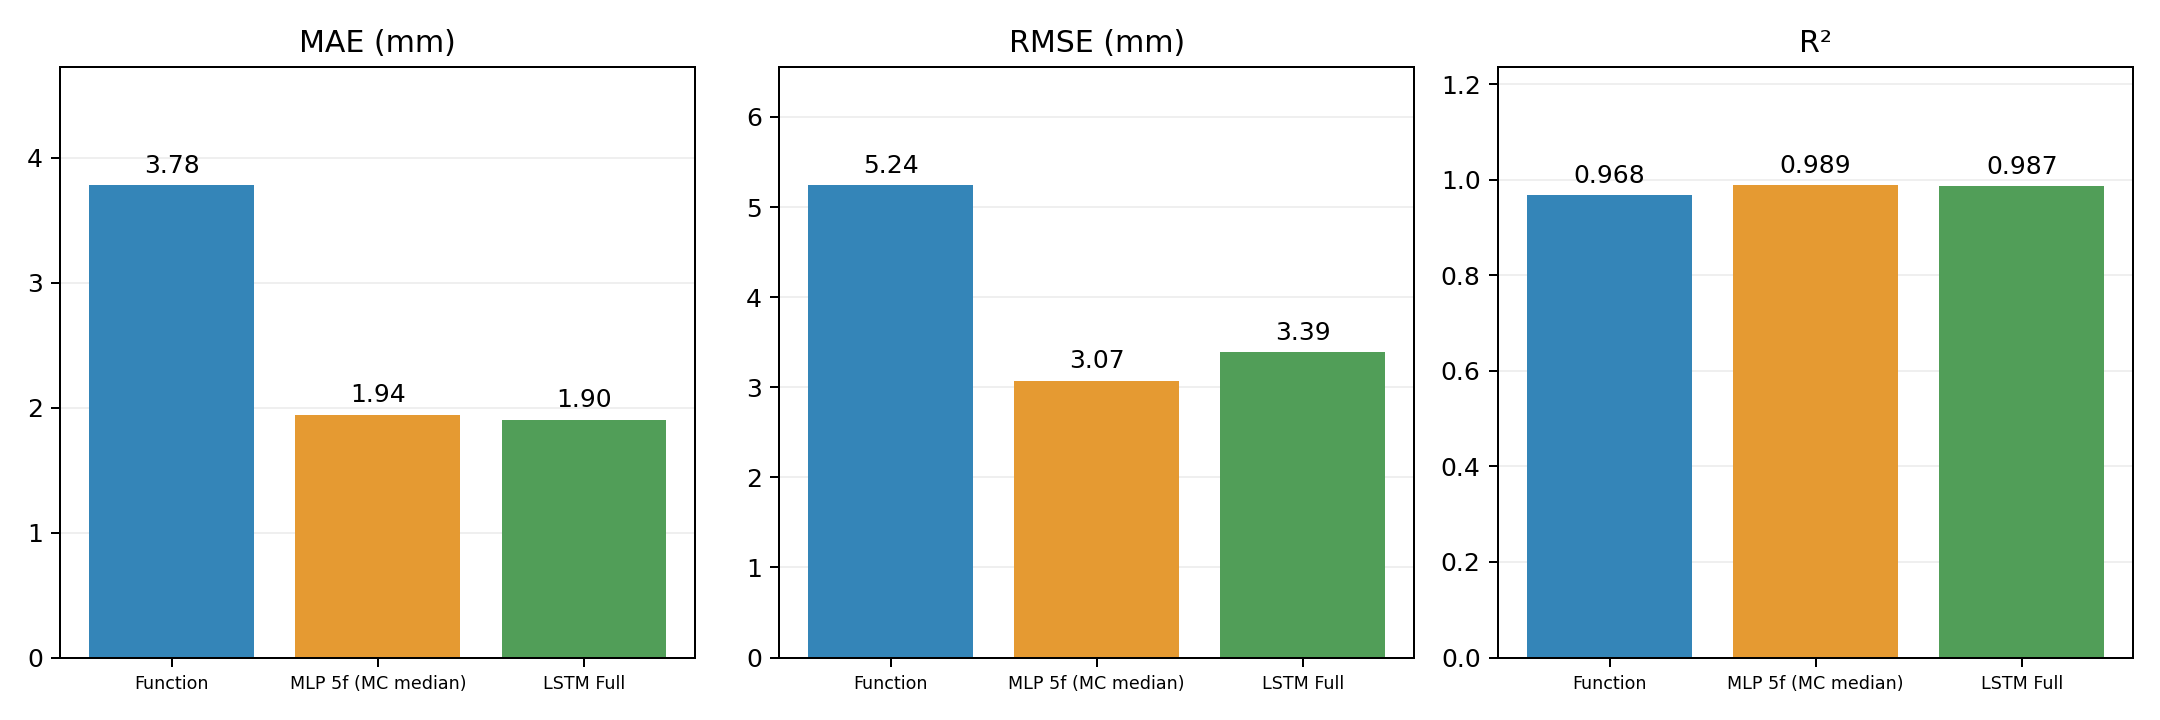 MAE (mm)
4
3
2
1
0
3.78
1.94
1.90
Function
MLP 5f (MC median)
LSTM Full
RMSE (mm)
6
5
4
3
2
1
0
5.24
3.07
3.39
Function
MLP 5f (MC median)
LSTM Full
R²
1.2
1.0
0.8
0.6
0.4
0.2
0.0
0.968
0.989
0.987
Function
MLP 5f (MC median)
LSTM Full